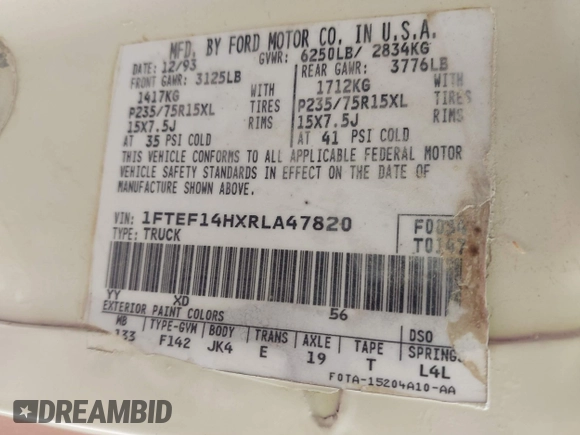 MFD. BY FORD MOTOR CO. IN U.S.A.
DATE: 12/93 GVWR: 6250LB/ 2834KG
FRONT GAWR: 3125LB REAR GAWR: 3776LB
1417KG WITH 1712KG WITH
P235/75R15XL TIRES P235/75R15XL TIRES
15X7.5J RIMS 15X7.5J RIMS
AT 35 PSI COLD AT 41 PSI COLD
THIS VEHICLE CONFORMS TO ALL APPLICABLE FEDERAL MOTOR
VEHICLE SAFETY STANDARDS IN EFFECT ON THE DATE OF
MANUFACTURE SHOWN ABOVE.
VIN: 1FTEF14HXRLA47820
TYPE: TRUCK
YY XD 56
EXTERIOR PAINT COLORS DSO
WB TYPE-GVW BODY TRANS AXLE TAPE SPRINGS
133 F142 JK4 E 19 T L4L
F0TA-15204A10-AA
DREAMBID